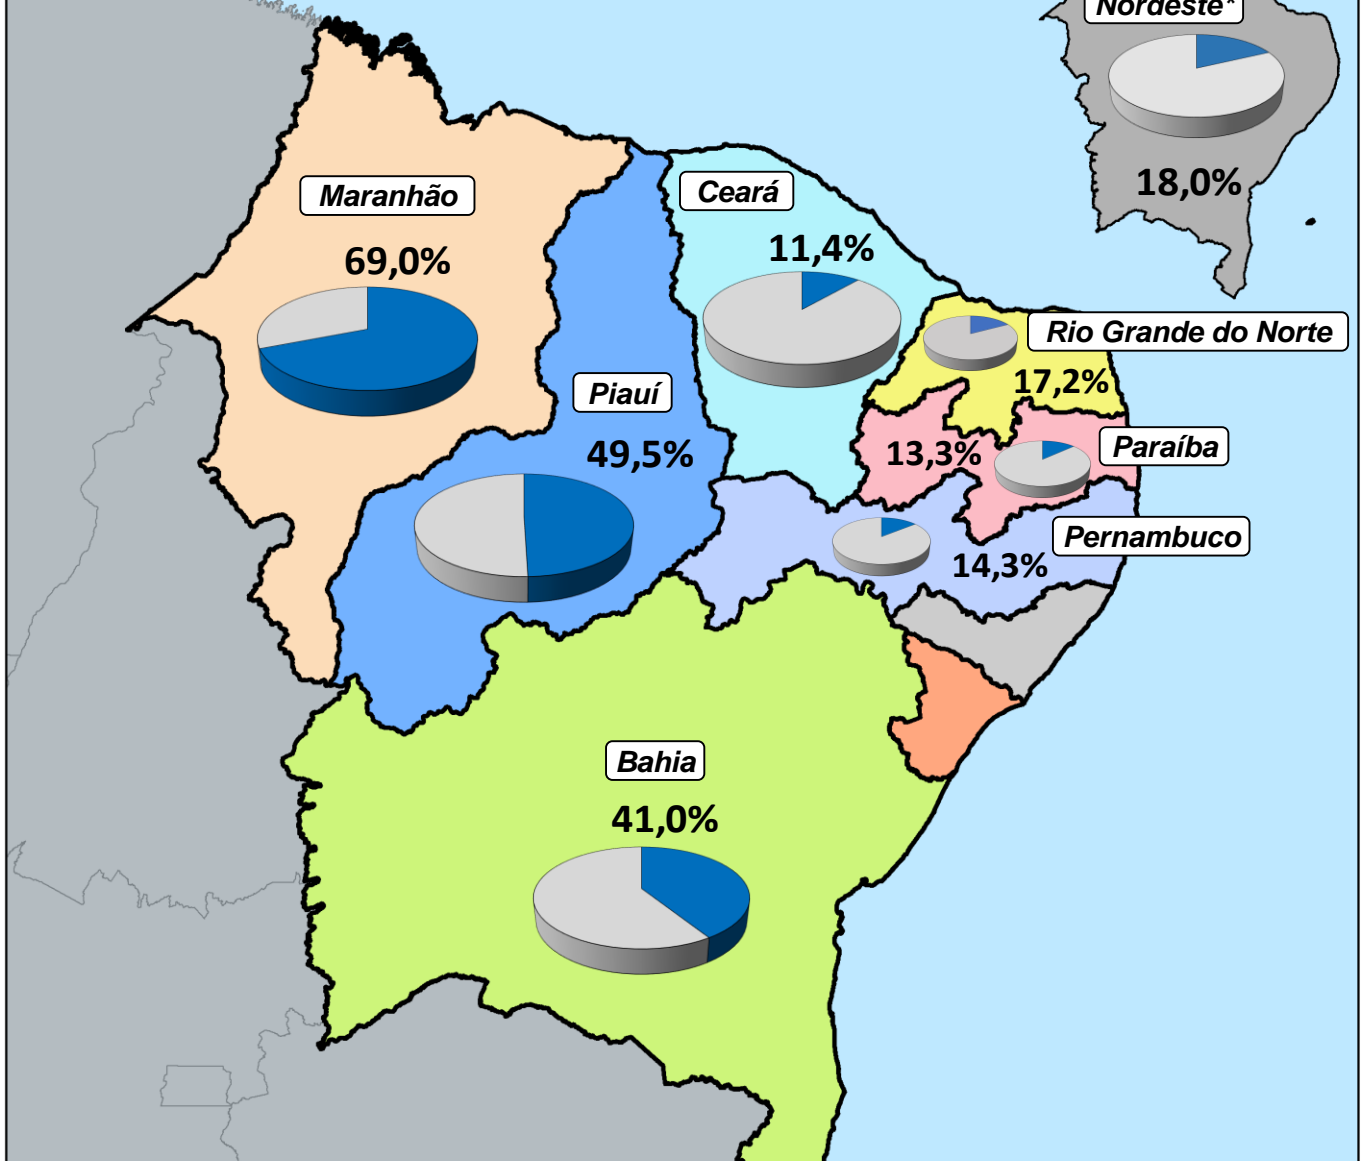 Nordeste*
18,0%
Maranhão
69,0%
Ceará
11,4%
Rio Grande do Norte
17,2%
Piauí
49,5%
Paraíba
13,3%
Pernambuco
14,3%
Bahia
41,0%